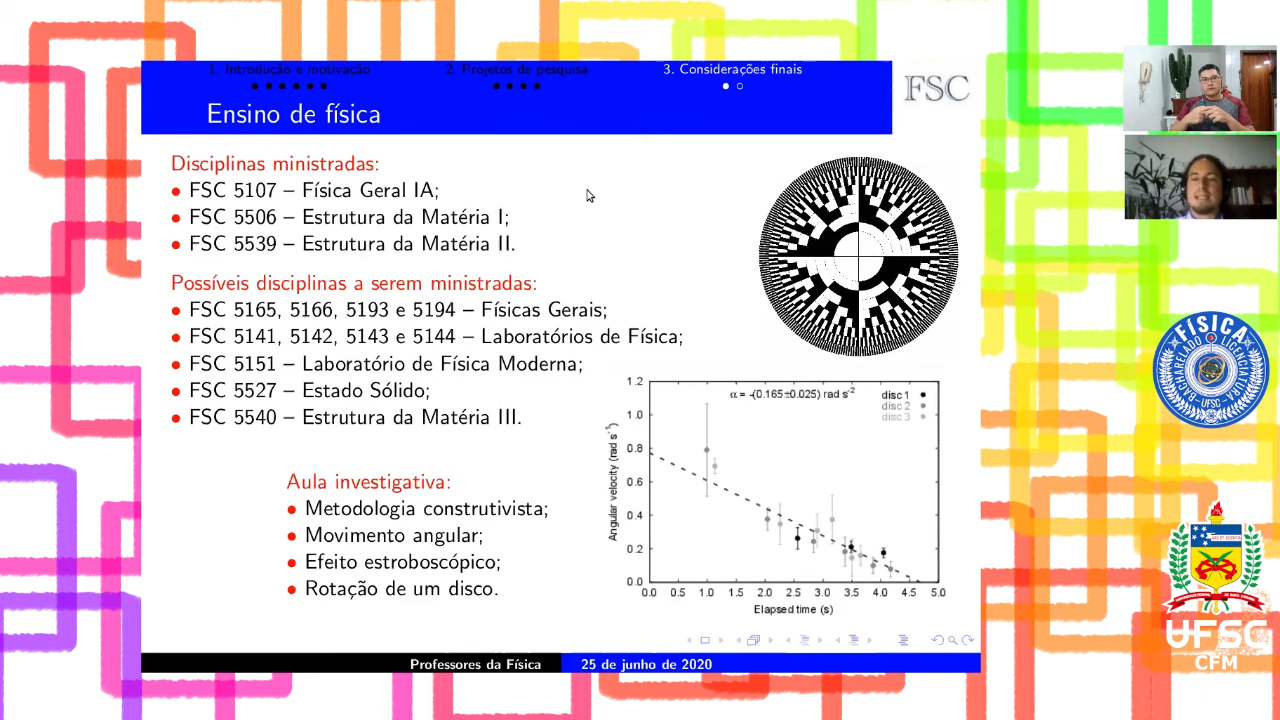 1. Introdução e motivação
2. Projetos de pesquisa
3. Considerações finais
FSC
Ensino de física
Disciplinas ministradas:
• FSC 5107 – Física Geral IA;
• FSC 5506 – Estrutura da Matéria I;
• FSC 5539 – Estrutura da Matéria II.
Possíveis disciplinas a serem ministradas:
• FSC 5165, 5166, 5193 e 5194 – Físicas Gerais;
• FSC 5141, 5142, 5143 e 5144 – Laboratórios de Física;
• FSC 5151 – Laboratório de Física Moderna;
• FSC 5527 – Estado Sólido;
• FSC 5540 – Estrutura da Matéria III.
Aula investigativa:
• Metodologia construtivista;
• Movimento angular;
• Efeito estroboscópico;
• Rotação de um disco.
α = -(0.165±0.025) rad s⁻²
disc 1
disc 2
disc 3
Angular velocity (rad s⁻¹)
1.2
1.0
0.8
0.6
0.4
0.2
0.0
0.0 0.5 1.0 1.5 2.0 2.5 3.0 3.5 4.0 4.5 5.0
Elapsed time (s)
Professores da Física
25 de junho de 2020
FÍSICA
BACHARELADO LICENCIATURA
UFSC
UFSC
CFM